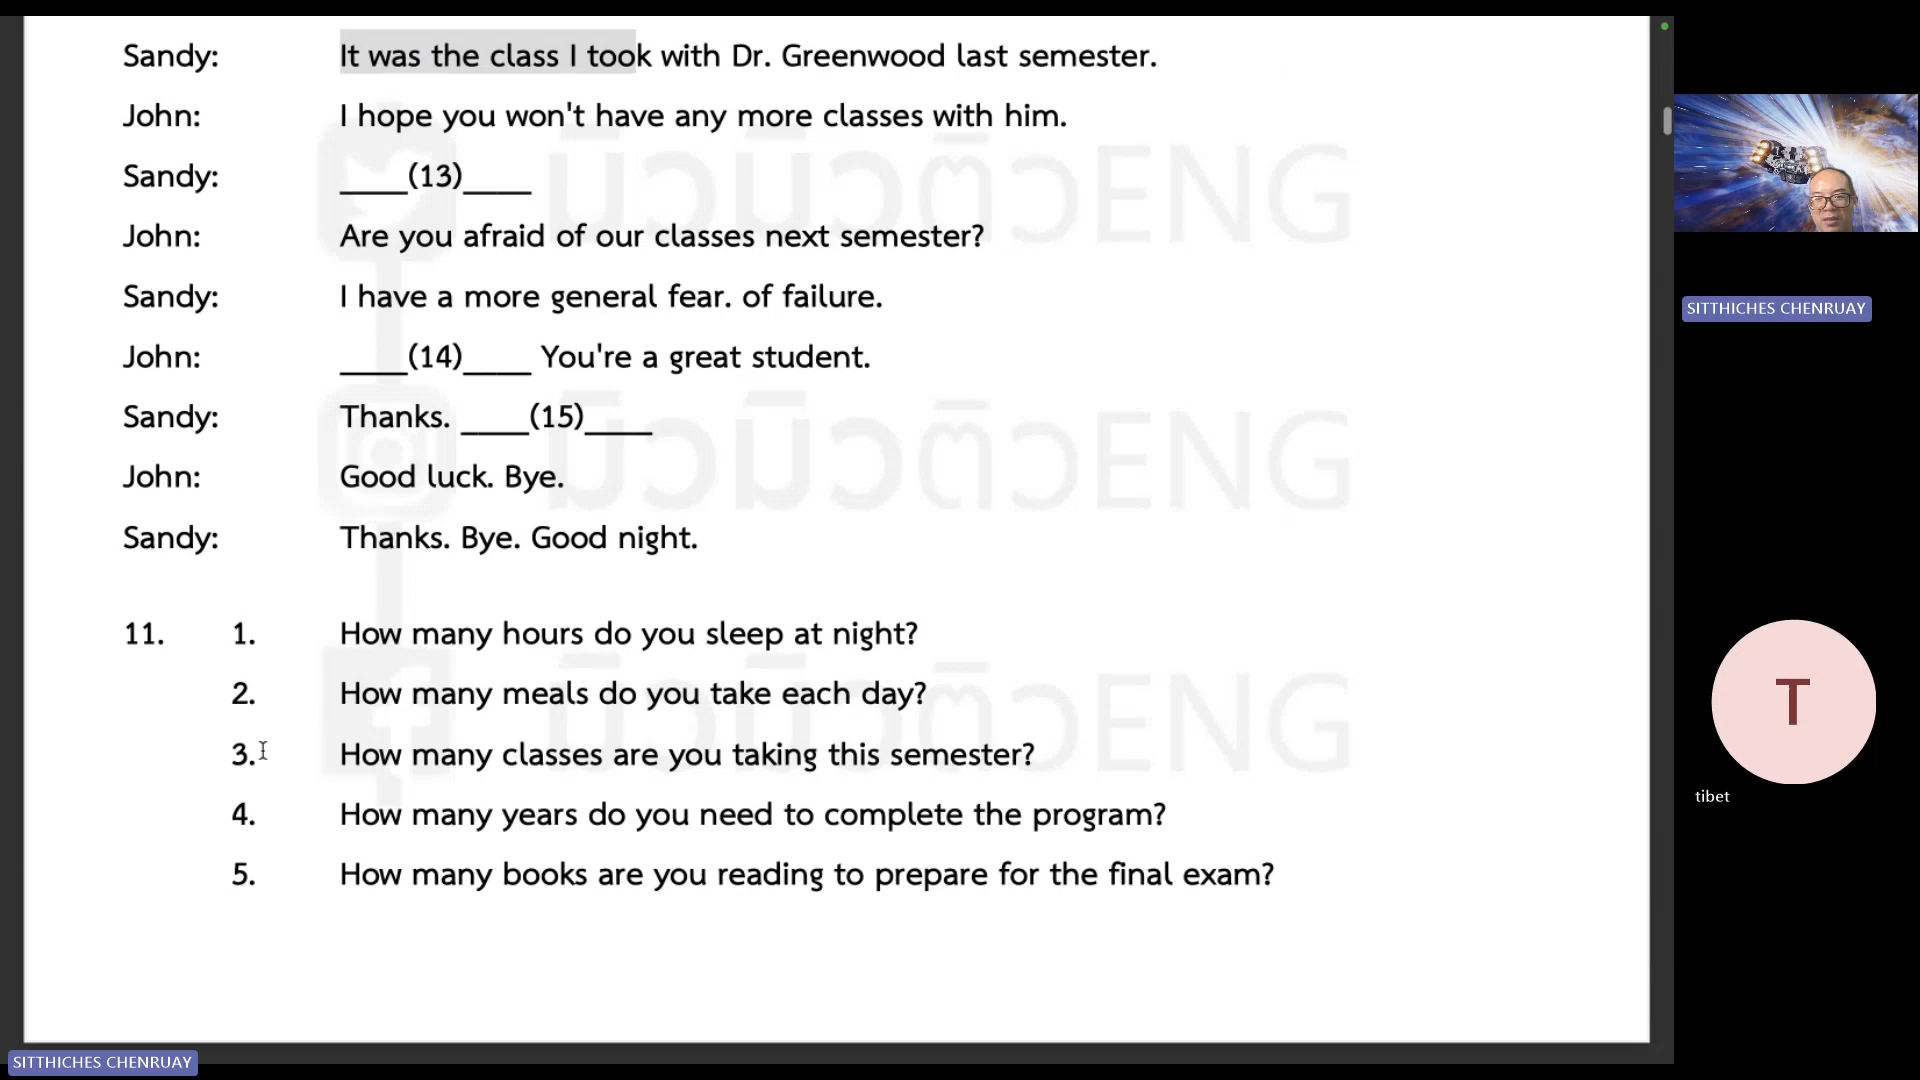 Sandy: It was the class I took with Dr. Greenwood last semester.
John: I hope you won't have any more classes with him.
Sandy: ____(13)____
John: Are you afraid of our classes next semester?
Sandy: I have a more general fear. of failure.
John: ____(14)____ You're a great student.
Sandy: Thanks. ____(15)____
John: Good luck. Bye.
Sandy: Thanks. Bye. Good night.
11. 1. How many hours do you sleep at night?
2. How many meals do you take each day?
3. How many classes are you taking this semester?
4. How many years do you need to complete the program?
5. How many books are you reading to prepare for the final exam?
SITTHICHES CHENRUAY
SITTHICHES CHENRUAY
T
tibet